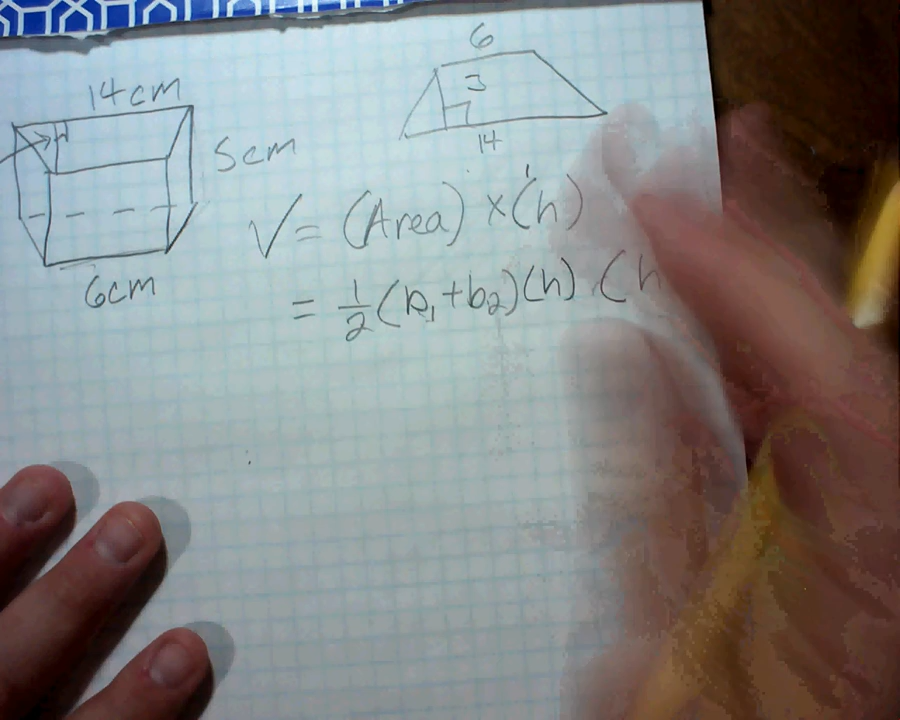 14cm
5cm
6cm
6
3
14
V = (Area) x (h)
= 1/2 (b₁+b₂)(h) (h